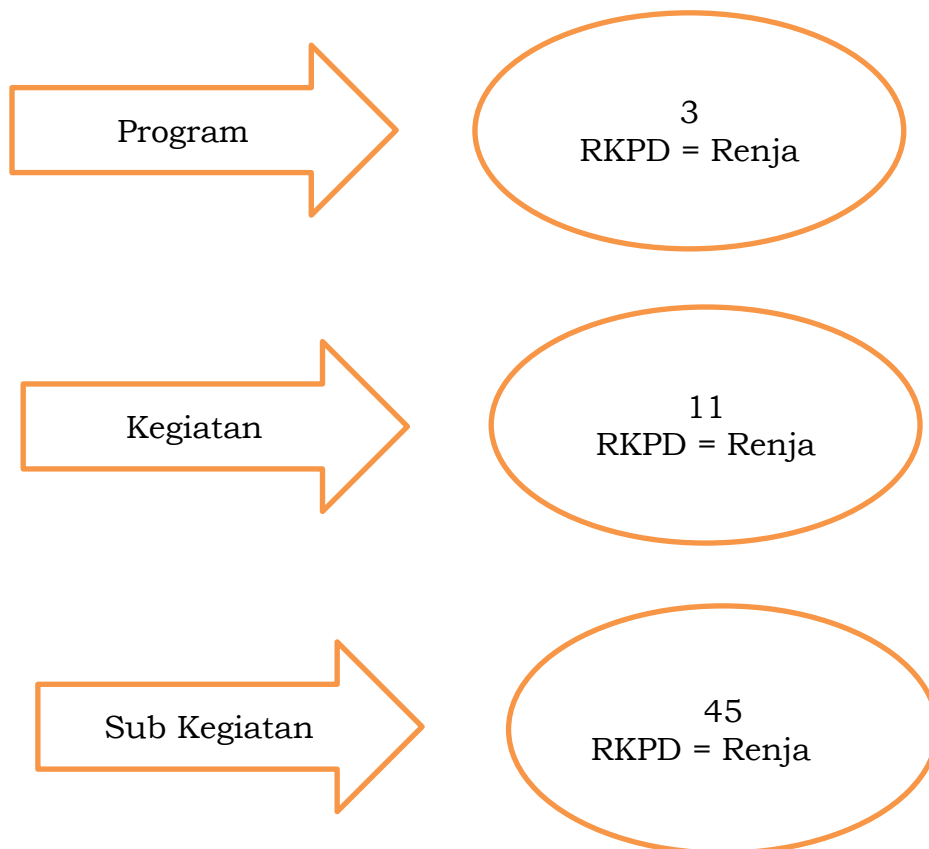 Program
3
RKPD = Renja
Kegiatan
11
RKPD = Renja
Sub Kegiatan
45
RKPD = Renja